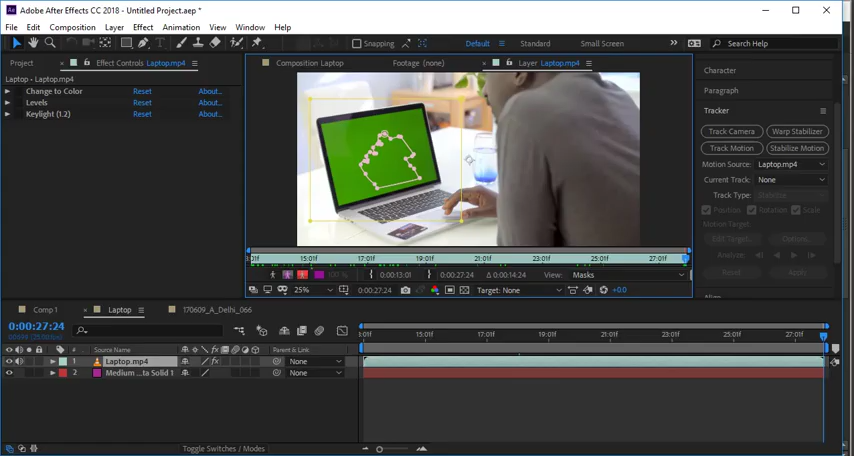 Adobe After Effects CC 2018 - Untitled Project.aep *
File Edit Composition Layer Effect Animation View Window Help
Snapping Default Standard Small Screen Search Help
Project Effect Controls Laptop.mp4
Laptop • Laptop.mp4
Change to Color Reset About...
Levels Reset About...
Keylight (1.2) Reset About...
Composition Laptop Footage (none) Layer Laptop.mp4
15:01f 17:01f 19:01f 21:01f 23:01f 25:01f 27:01f
100 % 0:00:13:01 0:00:27:24 Δ 0:00:14:24 View: Masks
25% 0:00:27:24 Target: None +0.0
Character
Paragraph
Tracker
Track Camera Warp Stabilizer
Track Motion Stabilize Motion
Motion Source: Laptop.mp4
Current Track: None
Track Type: Stabilize
Position Rotation Scale
Motion Target:
Edit Target... Options...
Analyze:
Reset Apply
Align
Comp 1 Laptop 170609_A_Delhi_066
0:00:27:24
Source Name Parent & Link
:01f 15:01f 17:01f 19:01f 21:01f 23:01f 25:01f 27:01f
1 Laptop.mp4 None
2 Medium ...ta Solid 1 None
Toggle Switches / Modes